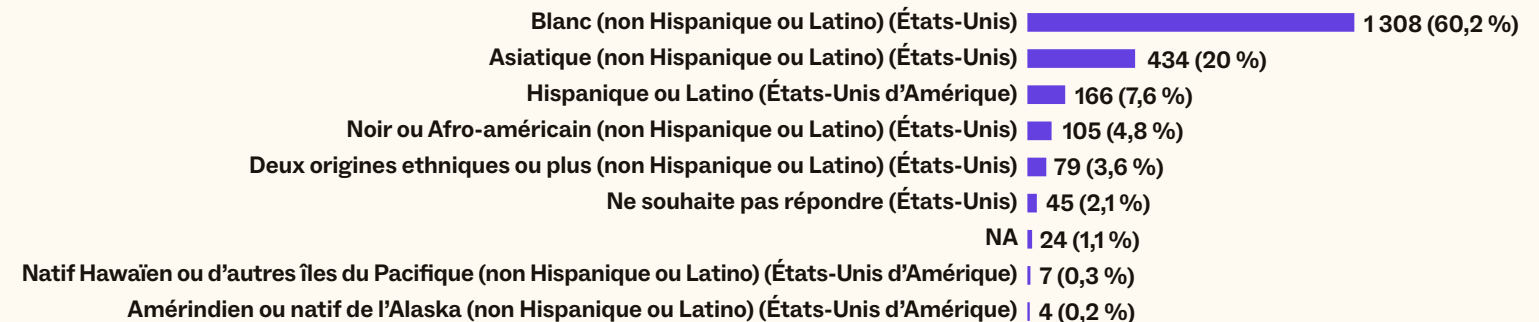 Blanc (non Hispanique ou Latino) (États-Unis) 1 308 (60,2 %)
Asiatique (non Hispanique ou Latino) (États-Unis) 434 (20 %)
Hispanique ou Latino (États-Unis d’Amérique) 166 (7,6 %)
Noir ou Afro-américain (non Hispanique ou Latino) (États-Unis) 105 (4,8 %)
Deux origines ethniques ou plus (non Hispanique ou Latino) (États-Unis) 79 (3,6 %)
Ne souhaite pas répondre (États-Unis) 45 (2,1 %)
NA 24 (1,1 %)
Natif Hawaïen ou d’autres îles du Pacifique (non Hispanique ou Latino) (États-Unis d’Amérique) 7 (0,3 %)
Amérindien ou natif de l’Alaska (non Hispanique ou Latino) (États-Unis d’Amérique) 4 (0,2 %)